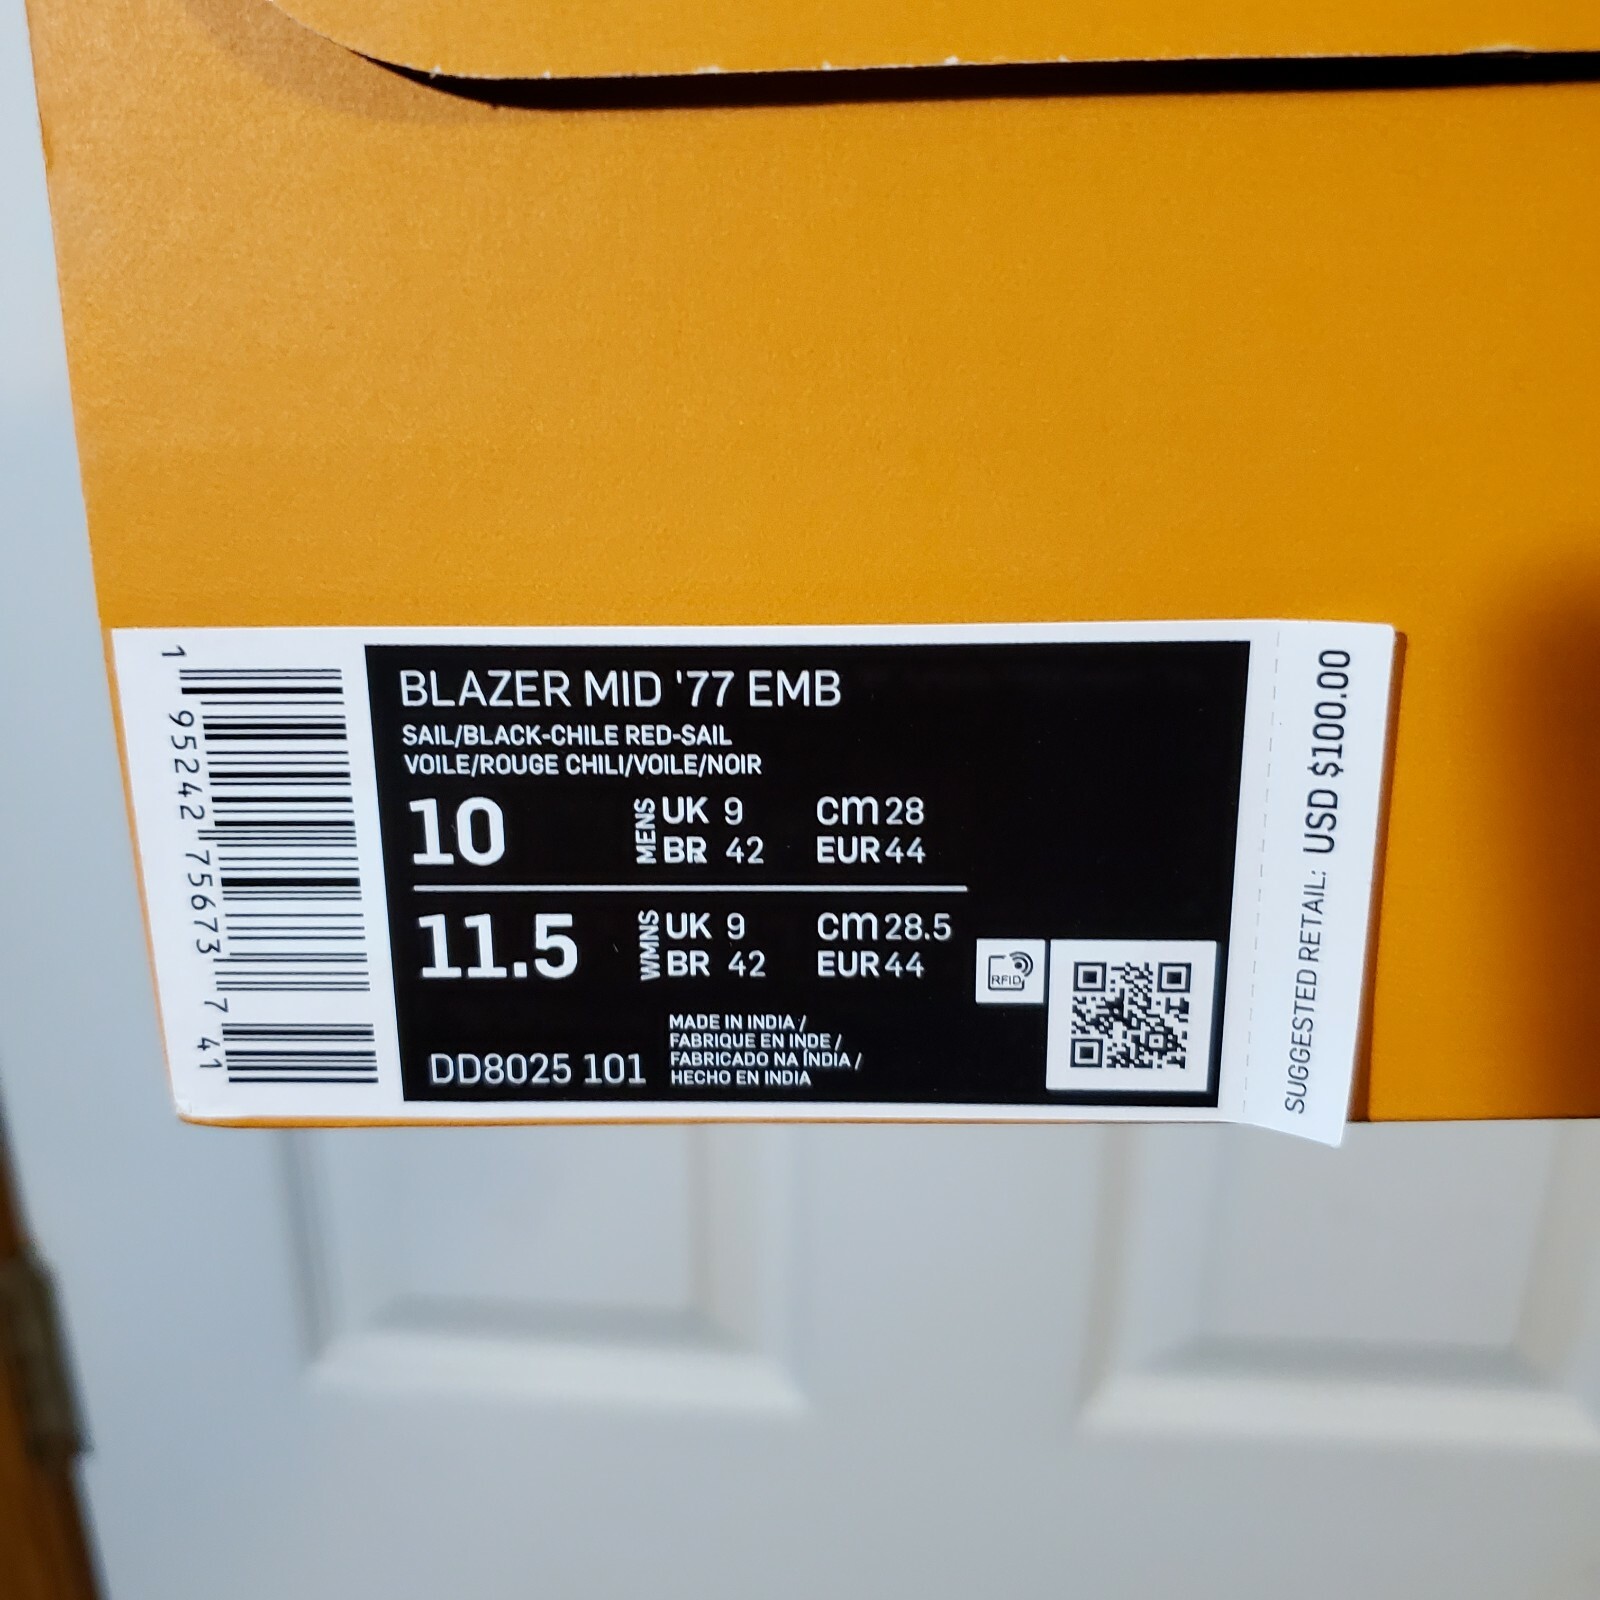 BLAZER MID '77 EMB
SAIL/BLACK-CHILE RED-SAIL
VOILE/ROUGE CHILI/VOILE/NOIR
10 MENS UK 9 cm 28
BR 42 EUR 44
11.5 WMNS UK 9 cm 28.5
BR 42 EUR 44
RFID
DD8025 101
MADE IN INDIA /
FABRIQUE EN INDE /
FABRICADO NA ÍNDIA /
HECHO EN INDIA
1 95242 75673 7 41
SUGGESTED RETAIL: USD $100.00